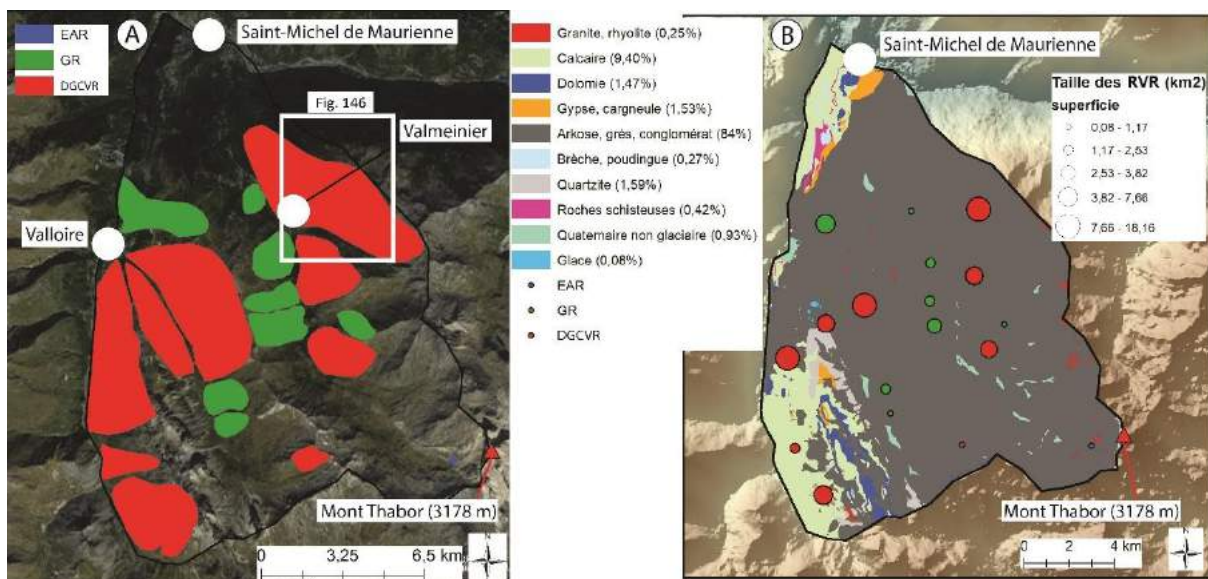 EAR
GR
DGCVR
A
Saint-Michel de Maurienne
Fig. 146
Valmeinier
Valloire
Mont Thabor (3178 m)
0 3,25 6,5 km
N
Granite, rhyolite (0,25%)
Calcaire (9,40%)
Dolomie (1,47%)
Gypse, cargneule (1,53%)
Arkose, grès, conglomérat (84%)
Brèche, poudingue (0,27%)
Quartzite (1,59%)
Roches schisteuses (0,42%)
Quaternaire non glaciaire (0,93%)
Glace (0,08%)
EAR
GR
DGCVR
B
Saint-Michel de Maurienne
Taille des RVR (km2)
superficie
0,08 - 1,17
1,17 - 2,53
2,53 - 3,82
3,82 - 7,66
7,66 - 18,16
Mont Thabor (3178 m)
0 2 4 km
N